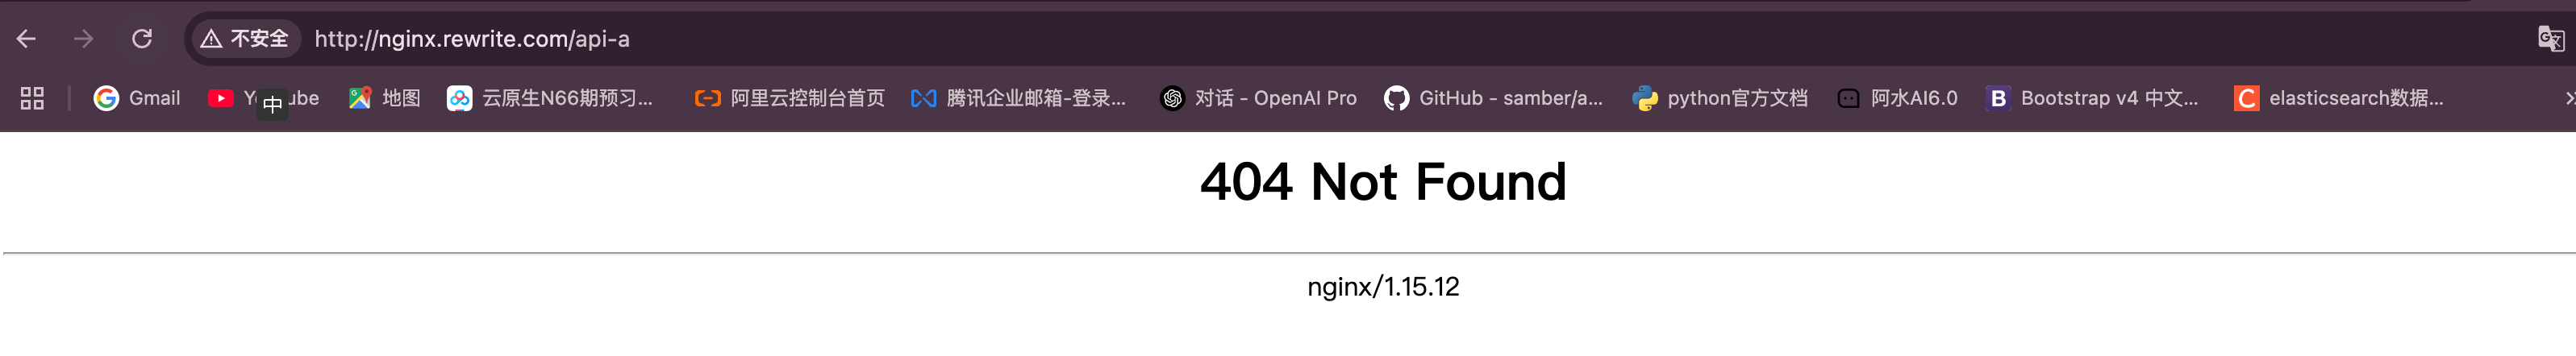 不安全 http://nginx.rewrite.com/api-a
Gmail 中 地图 云原生N66期预习... 阿里云控制台首页 腾讯企业邮箱-登录... 对话 - OpenAI Pro GitHub - samber/a... python官方文档 阿水AI6.0 Bootstrap v4 中文... elasticsearch数据...
404 Not Found
nginx/1.15.12